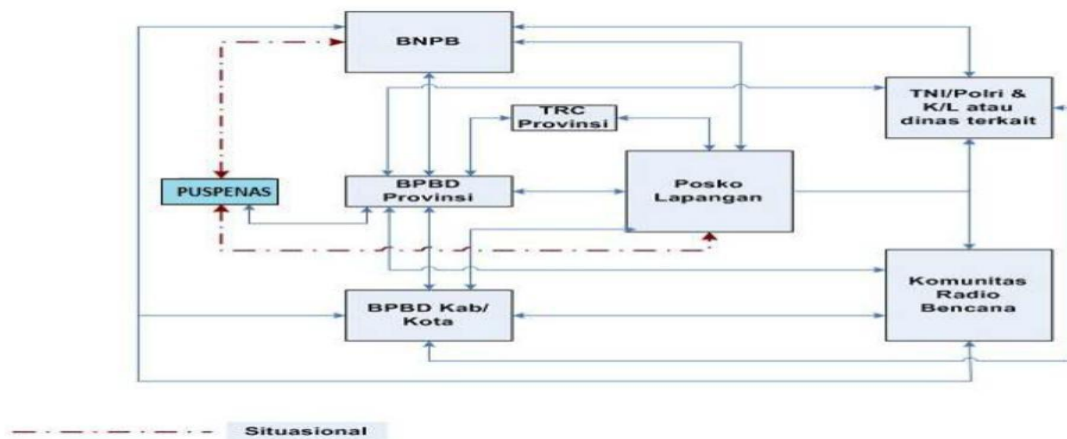 BNPB
TNI/Polri &
K/L atau
dinas terkait
TRC
Provinsi
PUSPENAS
BPBD
Provinsi
Posko
Lapangan
BPBD Kab/
Kota
Komunitas
Radio
Bencana
Situasional